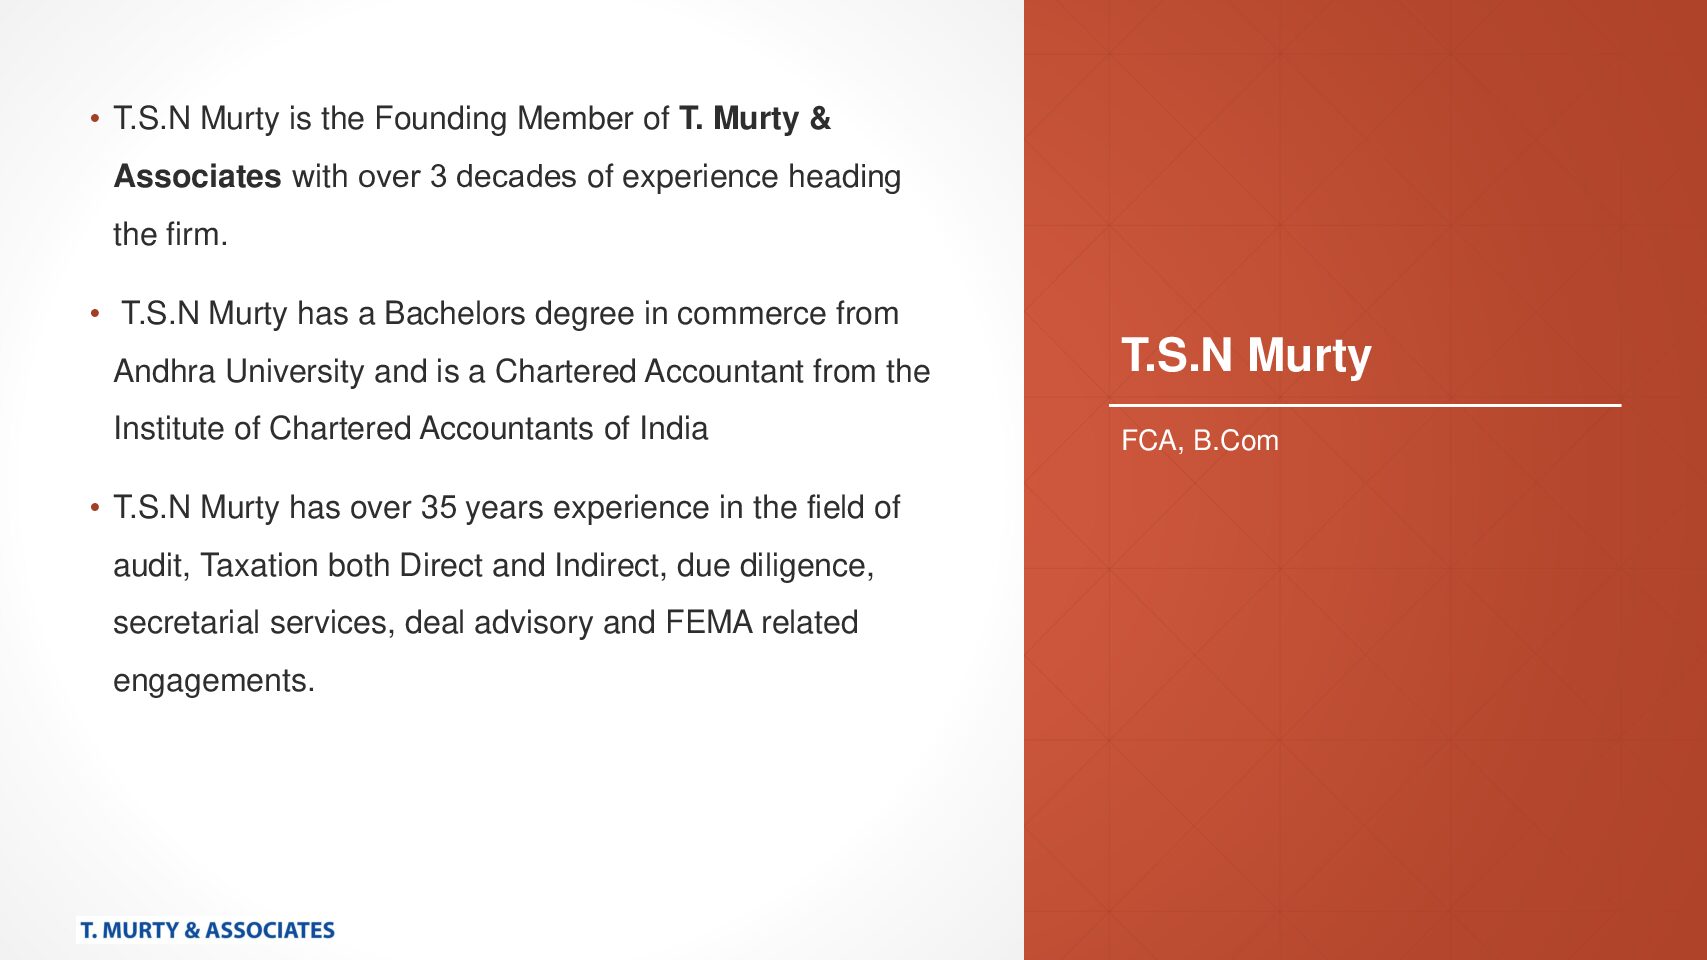 • T.S.N Murty is the Founding Member of T. Murty &
Associates with over 3 decades of experience heading
the firm.
• T.S.N Murty has a Bachelors degree in commerce from
Andhra University and is a Chartered Accountant from the
Institute of Chartered Accountants of India
• T.S.N Murty has over 35 years experience in the field of
audit, Taxation both Direct and Indirect, due diligence,
secretarial services, deal advisory and FEMA related
engagements.
T.S.N Murty
FCA, B.Com
T. MURTY & ASSOCIATES